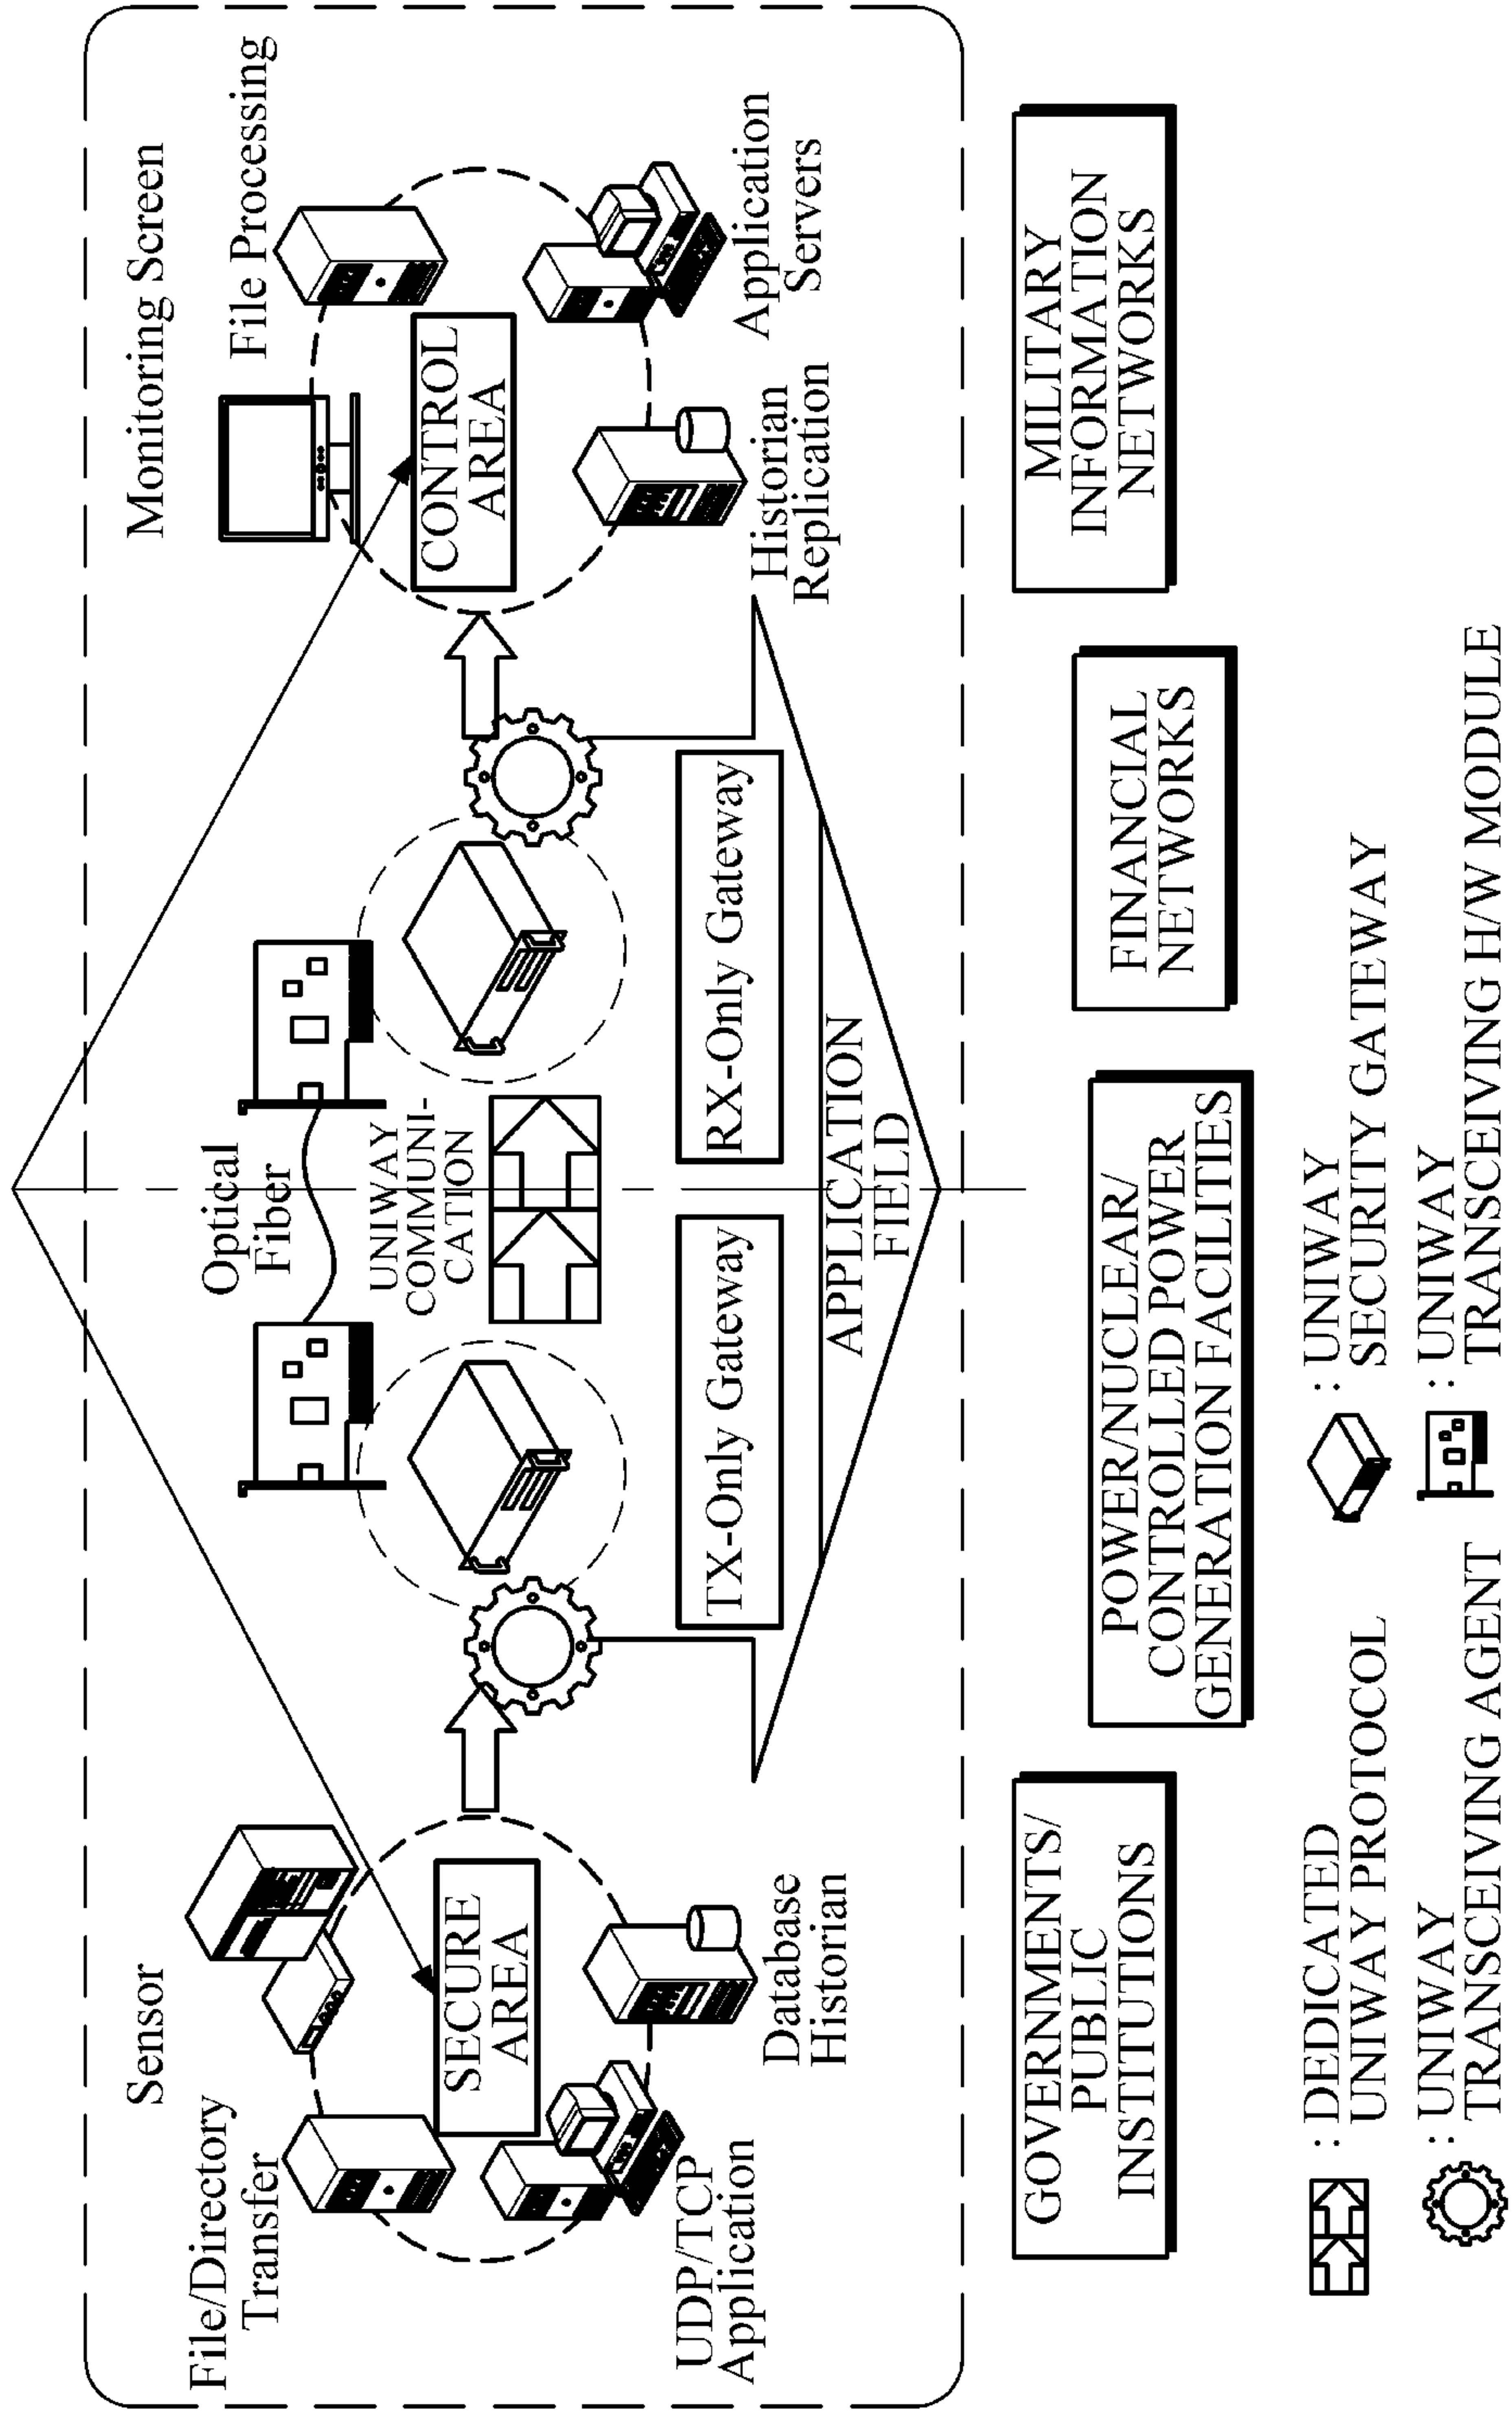 Sensor
File/Directory
Transfer
SECURE
AREA
UDP/TCP
Application
Database
Historian
Optical
Fiber
UNIWAY
COMMUNI-
CATION
TX-Only Gateway
RX-Only Gateway
APPLICATION
FIELD
Monitoring Screen
File Processing
CONTROL
AREA
Historian
Replication
Application
Servers
GOVERNMENTS/
PUBLIC
INSTITUTIONS
POWER/NUCLEAR/
CONTROLLED POWER
GENERATION FACILITIES
FINANCIAL
NETWORKS
MILITARY
INFORMATION
NETWORKS
: DEDICATED
UNIWAY PROTOCOL
: UNIWAY
SECURITY GATEWAY
: UNIWAY
TRANSCEIVING AGENT
: UNIWAY
TRANSCEIVING H/W MODULE